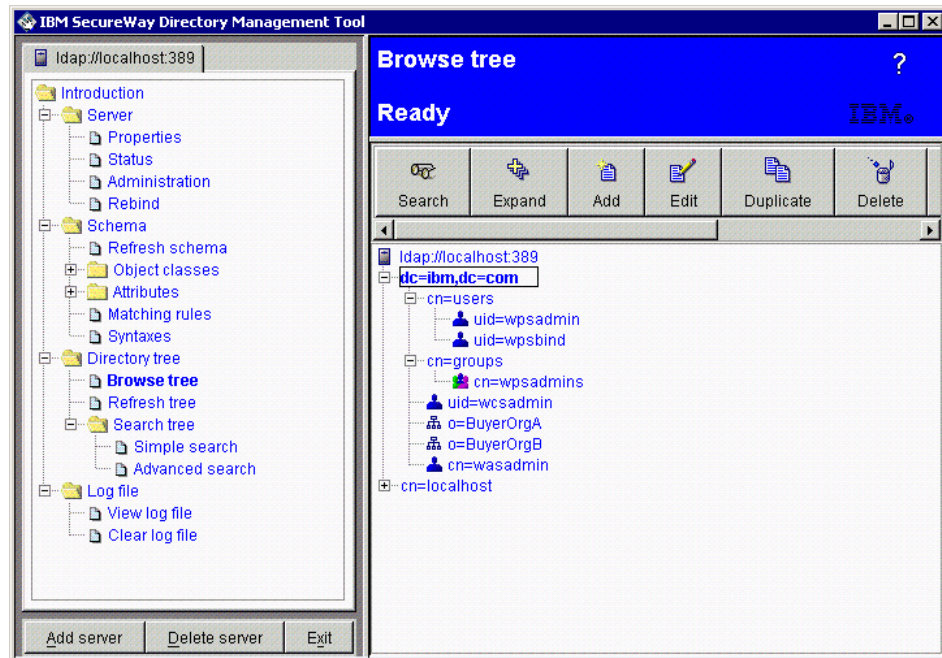 IBM SecureWay Directory Management Tool
ldap://localhost:389
Introduction
Server
Properties
Status
Administration
Rebind
Schema
Refresh schema
Object classes
Attributes
Matching rules
Syntaxes
Directory tree
Browse tree
Refresh tree
Search tree
Simple search
Advanced search
Log file
View log file
Clear log file
Add server
Delete server
Exit
Browse tree
?
Ready
IBM
Search
Expand
Add
Edit
Duplicate
Delete
ldap://localhost:389
dc=ibm,dc=com
cn=users
uid=wpsadmin
uid=wpsbind
cn=groups
cn=wpsadmins
uid=wcsadmin
o=BuyerOrgA
o=BuyerOrgB
cn=wasadmin
cn=localhost